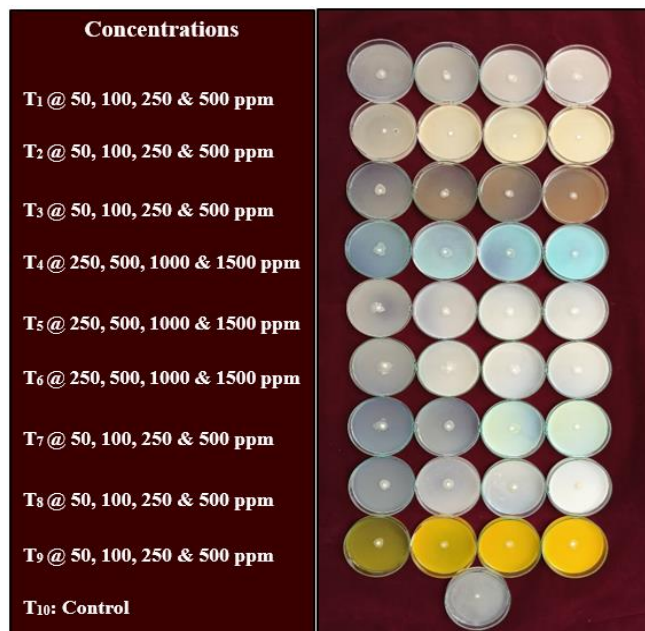 Concentrations
T₁ @ 50, 100, 250 & 500 ppm
T₂ @ 50, 100, 250 & 500 ppm
T₃ @ 50, 100, 250 & 500 ppm
T₄ @ 250, 500, 1000 & 1500 ppm
T₅ @ 250, 500, 1000 & 1500 ppm
T₆ @ 250, 500, 1000 & 1500 ppm
T₇ @ 50, 100, 250 & 500 ppm
T₈ @ 50, 100, 250 & 500 ppm
T₉ @ 50, 100, 250 & 500 ppm
T₁₀: Control